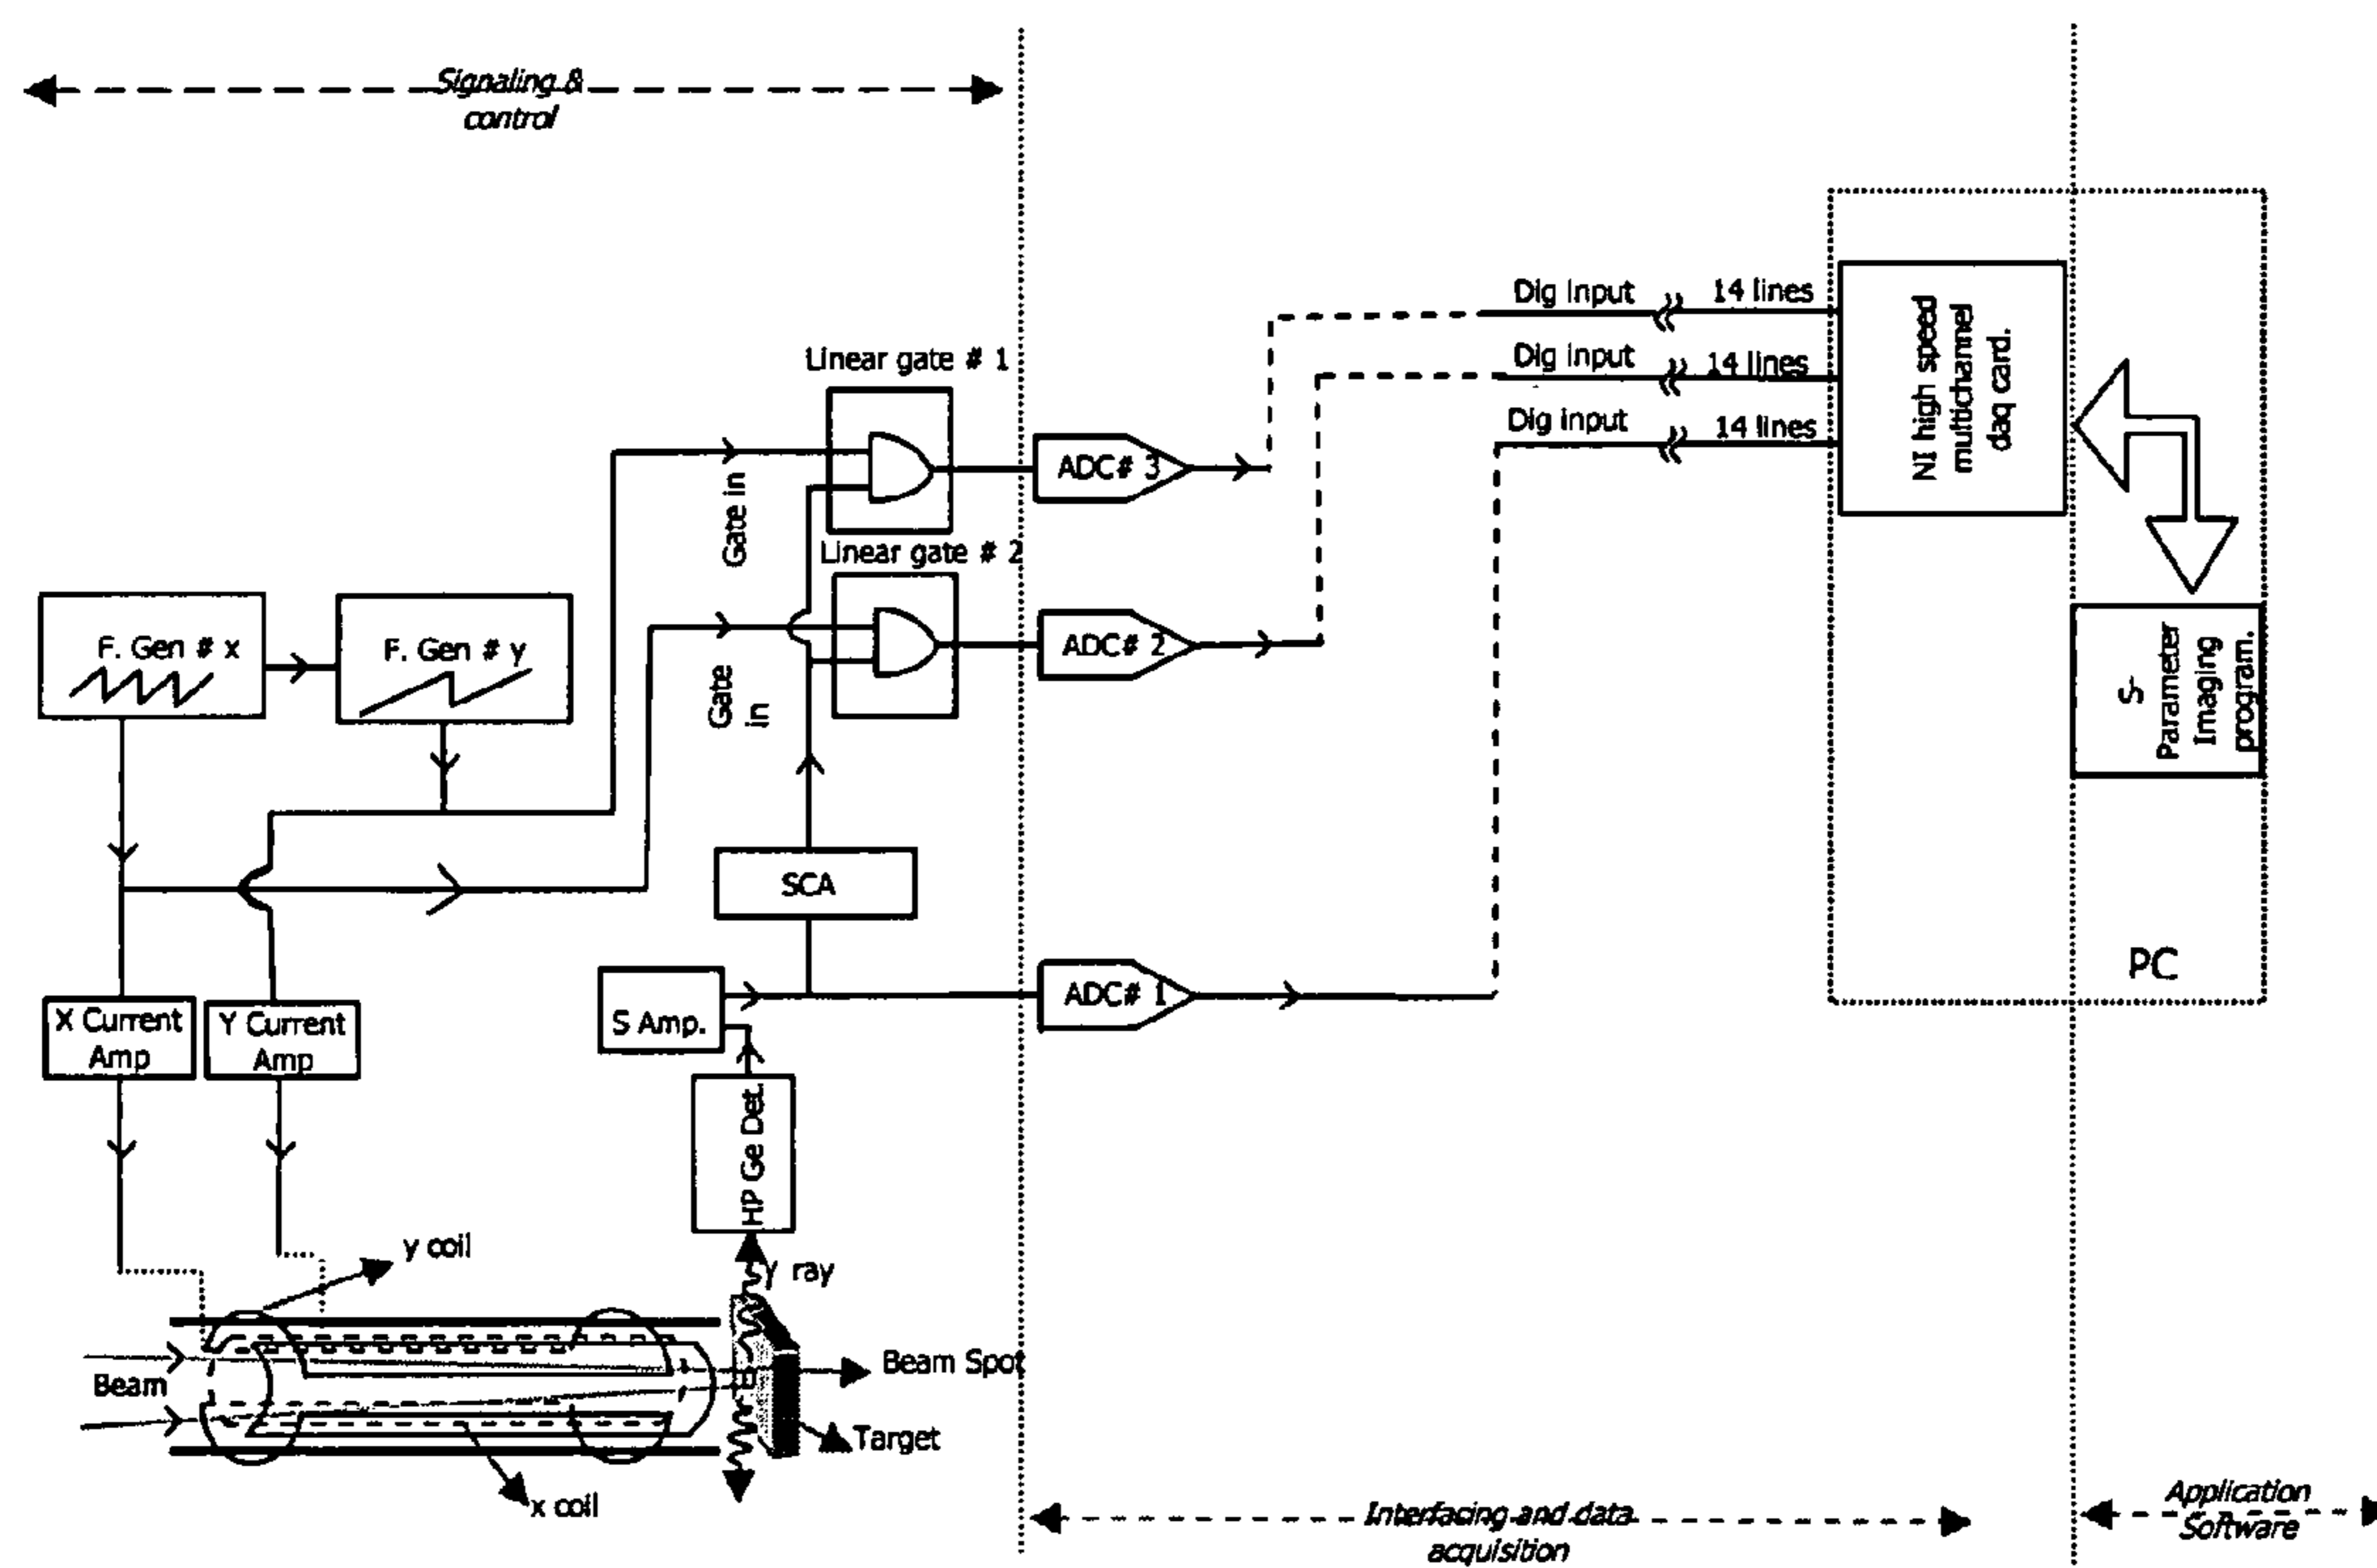 Signaling &
control
Dig Input
14 lines
Dig Input
14 lines
Dig input
14 lines
NI high speed
multichannel
daq card.
Linear gate # 1
Gate in
ADC# 3
Linear gate # 2
Gate
in
ADC# 2
F. Gen # x
F. Gen # y
S-
Parameter
Imaging
program.
SCA
PC
X Current
Amp
Y Current
Amp
S Amp.
ADC# 1
HP Ge Det.
y coil
γ ray
Beam
Beam Spot
Target
x coil
Interfacing and data
acquisition
Application
Software